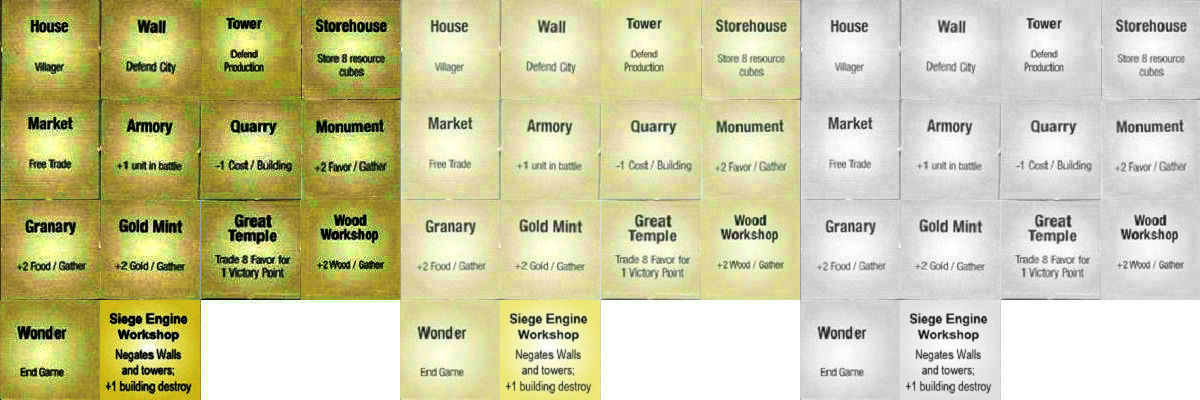 House
Villager
Wall
Defend City
Tower
Defend
Production
Storehouse
Store 8 resource
cubes
House
Villager
Wall
Defend City
Tower
Defend
Production
Storehouse
Store 8 resource
cubes
House
Villager
Wall
Defend City
Tower
Defend
Production
Storehouse
Store 8 resource
cubes
Market
Free Trade
Armory
+1 unit in battle
Quarry
-1 Cost / Building
Monument
+2 Favor / Gather
Market
Free Trade
Armory
+1 unit in battle
Quarry
-1 Cost / Building
Monument
+2 Favor / Gather
Market
Free Trade
Armory
+1 unit in battle
Quarry
-1 Cost / Building
Monument
+2 Favor / Gather
Granary
+2 Food / Gather
Gold Mint
+2 Gold / Gather
Great
Temple
Trade 8 Favor for
1 Victory Point
Wood
Workshop
+2 Wood / Gather
Granary
+2 Food / Gather
Gold Mint
+2 Gold / Gather
Great
Temple
Trade 8 Favor for
1 Victory Point
Wood
Workshop
+2 Wood / Gather
Granary
+2 Food / Gather
Gold Mint
+2 Gold / Gather
Great
Temple
Trade 8 Favor for
1 Victory Point
Wood
Workshop
+2 Wood / Gather
Wonder
End Game
Siege Engine
Workshop
Negates Walls
and towers;
+1 building destroy
Wonder
End Game
Siege Engine
Workshop
Negates Walls
and towers;
+1 building destroy
Wonder
End Game
Siege Engine
Workshop
Negates Walls
and towers;
+1 building destroy